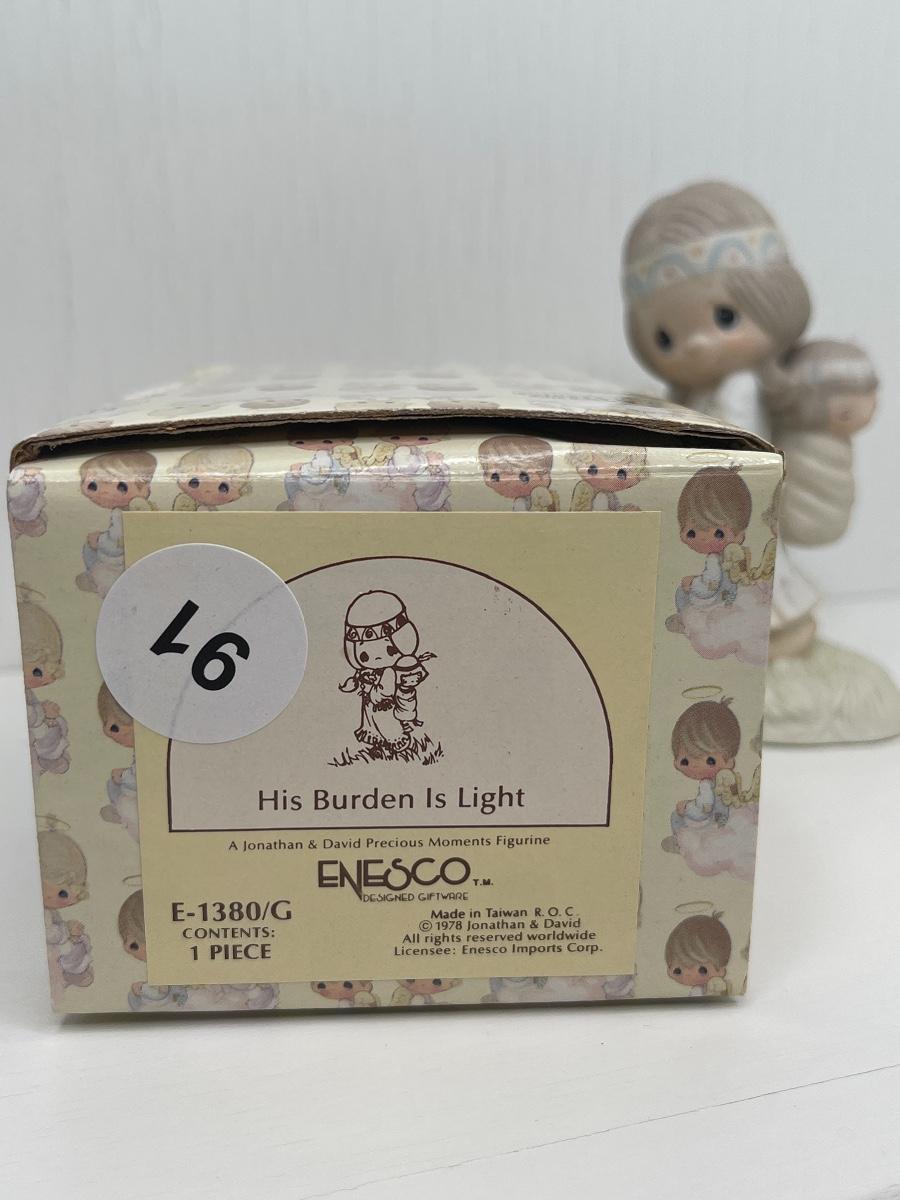 61
His Burden Is Light
A Jonathan & David Precious Moments Figurine
ENESCO T.M.
DESIGNED GIFTWARE
E-1380/G
CONTENTS:
1 PIECE
Made in Taiwan R.O.C.
© 1978 Jonathan & David
All rights reserved worldwide
Licensee: Enesco Imports Corp.